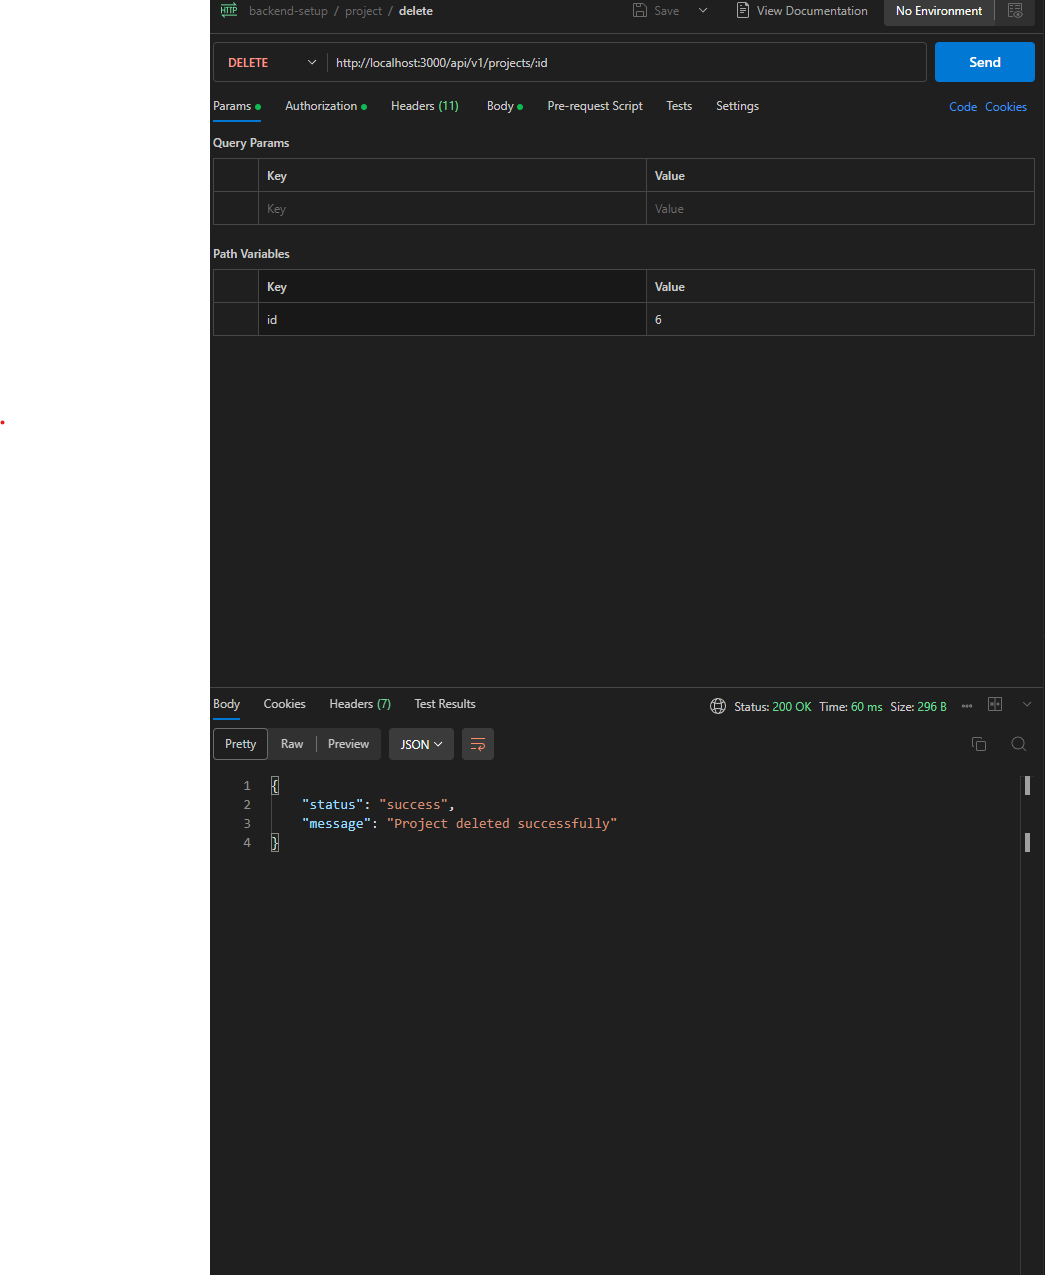 HTTP backend-setup / project / delete Save View Documentation No Environment
DELETE http://localhost:3000/api/v1/projects/:id Send
Params Authorization Headers (11) Body Pre-request Script Tests Settings Code Cookies
Query Params
Key Value
Key Value
Path Variables
Key Value
id 6
Body Cookies Headers (7) Test Results Status: 200 OK Time: 60 ms Size: 296 B
Pretty Raw Preview JSON
1 {
2 "status": "success",
3 "message": "Project deleted successfully"
4 }